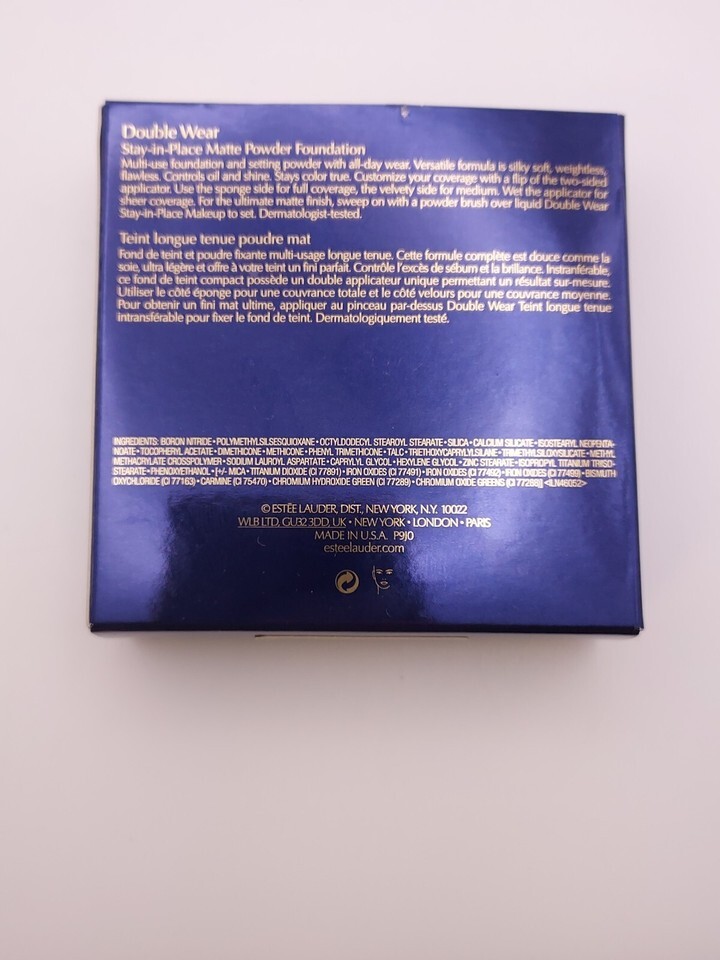 Double Wear
Stay-in-Place Matte Powder Foundation
Multi-use foundation and setting powder with all-day wear. Versatile formula is silky soft, weightless,
flawless. Controls oil and shine. Stays color true. Customize your coverage with a flip of the two-sided
applicator. Use the sponge side for full coverage, the velvety side for medium. Wet the applicator for
sheer coverage. For the ultimate matte finish, sweep on with a powder brush over liquid Double Wear
Stay-in-Place Makeup to set. Dermatologist-tested.
Teint longue tenue poudre mat
Fond de teint et poudre fixante multi-usage longue tenue. Cette formule complète est douce comme la
soie, ultra légère et offre à votre teint un fini parfait. Contrôle l'excès de sébum et la brillance. Instranférable,
ce fond de teint compact possède un double applicateur unique permettant un résultat sur-mesure.
Utiliser le côté éponge pour une couvrance totale et le côté velours pour une couvrance moyenne.
Pour obtenir un fini mat ultime, appliquer au pinceau par-dessus Double Wear Teint longue tenue
intransférable pour fixer le fond de teint. Dermatologiquement testé.
INGREDIENTS: BORON NITRIDE • POLYMETHYLSILSESQUIOXANE • OCTYLDODECYL STEAROYL STEARATE • SILICA • CALCIUM SILICATE • ISOSTEARYL NEOPENTA-
NOATE • TOCOPHERYL ACETATE • DIMETHICONE • METHICONE • PHENYL TRIMETHICONE • TALC • TRIETHOXYCAPRYLYLSILANE • TRIMETHYLSILOXYSILICATE • METHYL
METHACRYLATE CROSSPOLYMER • SODIUM LAUROYL ASPARTATE • CAPRYLYL GLYCOL • HEXYLENE GLYCOL • ZINC STEARATE • ISOPROPYL TITANIUM TRIISO-
STEARATE • PHENOXYETHANOL • [+/- MICA • TITANIUM DIOXIDE (CI 77891) • IRON OXIDES (CI 77491) • IRON OXIDES (CI 77492) • IRON OXIDES (CI 77499) • BISMUTH
OXYCHLORIDE (CI 77163) • CARMINE (CI 75470) • CHROMIUM HYDROXIDE GREEN (CI 77289) • CHROMIUM OXIDE GREENS (CI 77288)] <ILN46052>
© ESTÉE LAUDER, DIST., NEW YORK, N.Y. 10022
WLB LTD, GU32 3DD, UK • NEW YORK • LONDON • PARIS
MADE IN U.S.A. P9J0
esteelauder.com